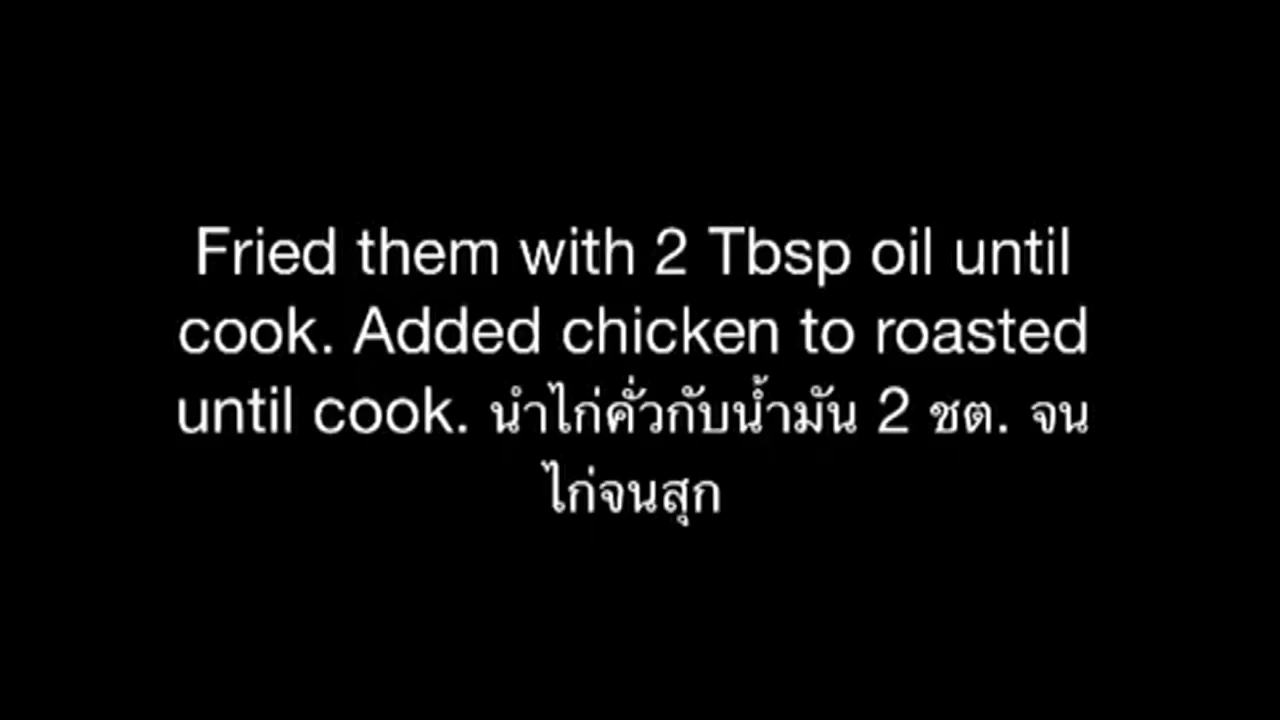 Fried them with 2 Tbsp oil until
cook. Added chicken to roasted
until cook. นำไก่คั่วกับน้ำมัน 2 ชต. จน
ไก่จนสุก